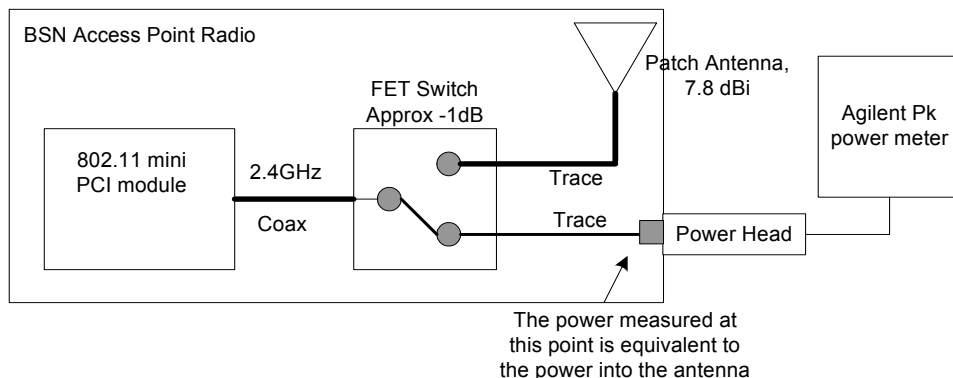 BSN Access Point Radio
Patch Antenna,
7.8 dBi
FET Switch
Approx -1dB
Agilent Pk
power meter
802.11 mini
PCI module
2.4GHz
Coax
Trace
Trace
Power Head
The power measured at
this point is equivalent to
the power into the antenna